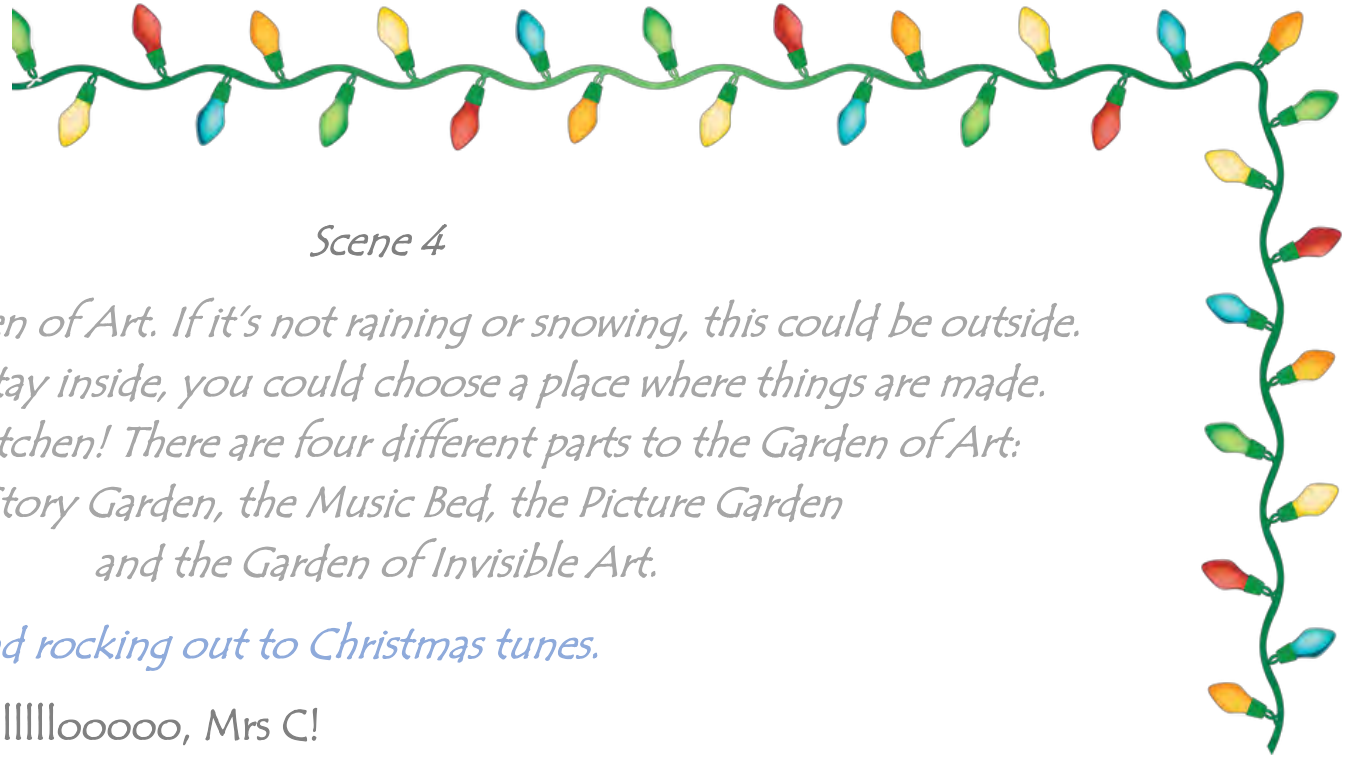 Scene 4
en of Art. If it's not raining or snowing, this could be outside.
tay inside, you could choose a place where things are made.
tchen! There are four different parts to the Garden of Art:
tory Garden, the Music Bed, the Picture Garden
and the Garden of Invisible Art.
d rocking out to Christmas tunes.
llllllooooo, Mrs C!